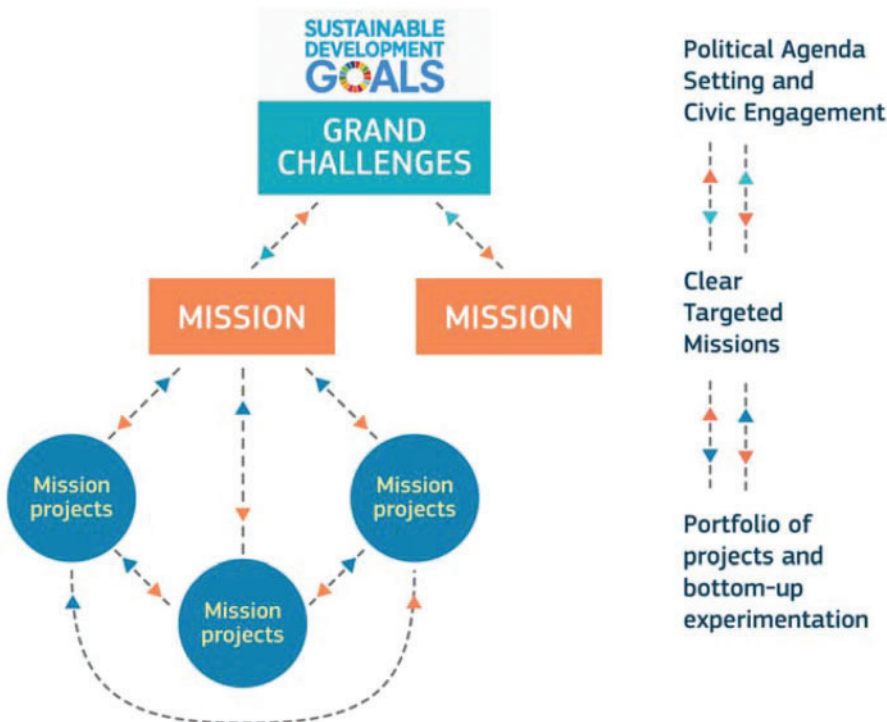 SUSTAINABLE
DEVELOPMENT
GOALS
GRAND
CHALLENGES
MISSION
MISSION
Mission
projects
Mission
projects
Mission
projects
Political Agenda
Setting and
Civic Engagement
Clear
Targeted
Missions
Portfolio of
projects and
bottom-up
experimentation